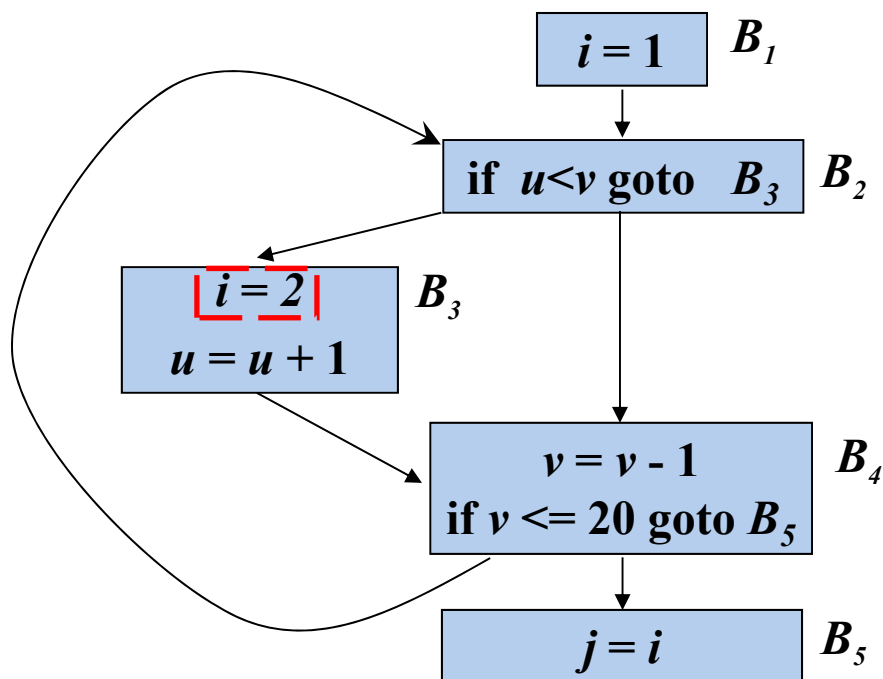 i = 1 B₁
if u<v goto B₃ B₂
i = 2 B₃
u = u + 1
v = v - 1 B₄
if v <= 20 goto B₅
j = i B₅